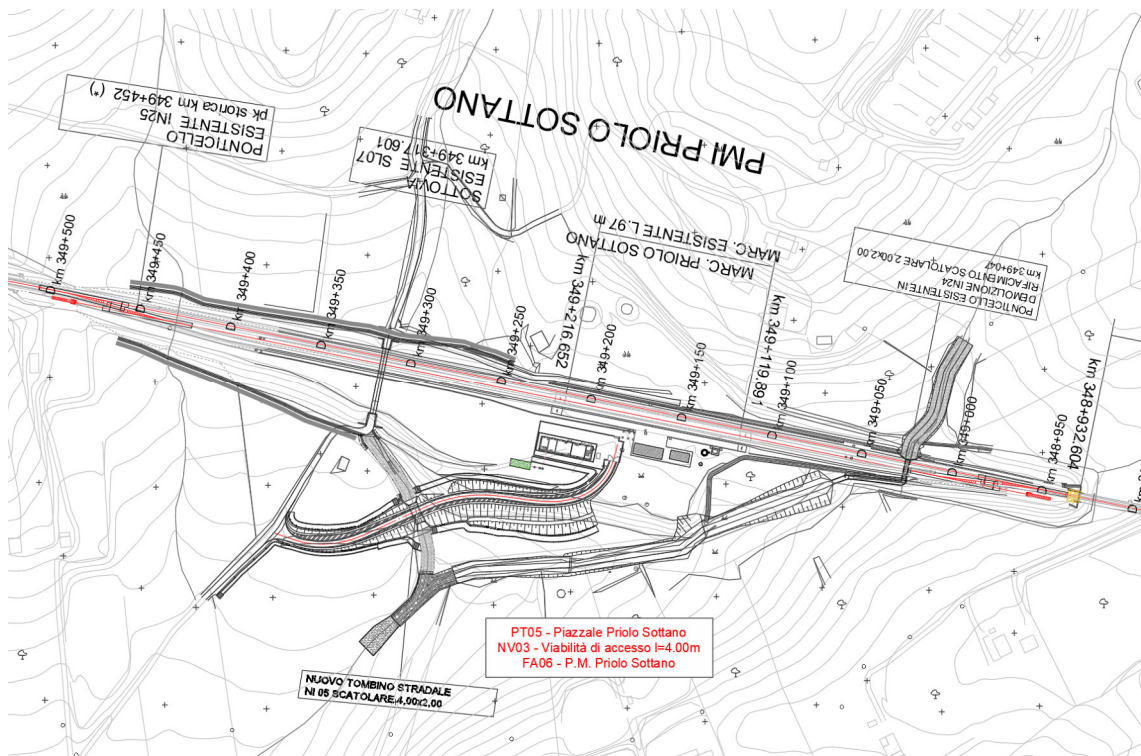 PMI PRIOLO SOTTANO
PONTICELLO
ESISTENTE IN25
pk storica km 349+452 (*)
SOTTOVIA
ESISTENTE SL07
km 349+317.601
MARC. PRIOLO SOTTANO
MARC. ESISTENTE L.97 m
PONTICELLO ESISTENTE IN
DEMOLIZIONE IN24
RIFACIMENTO SCATOLARE 2,00x2,00
km 349+047
D km 349+500
D km 349+450
D km 349+400
D km 349+350
D km 349+300
D km 349+250
km 349+216.652
D km 349+200
D km 349+150
km 349+119.891
D km 349+100
D km 349+050
D km 349+000
D km 348+950
km 348+932.604
PT05 - Piazzale Priolo Sottano
NV03 - Viabilità di accesso l=4.00m
FA06 - P.M. Priolo Sottano
NUOVO TOMBINO STRADALE
NI 05 SCATOLARE 4,00x2,00